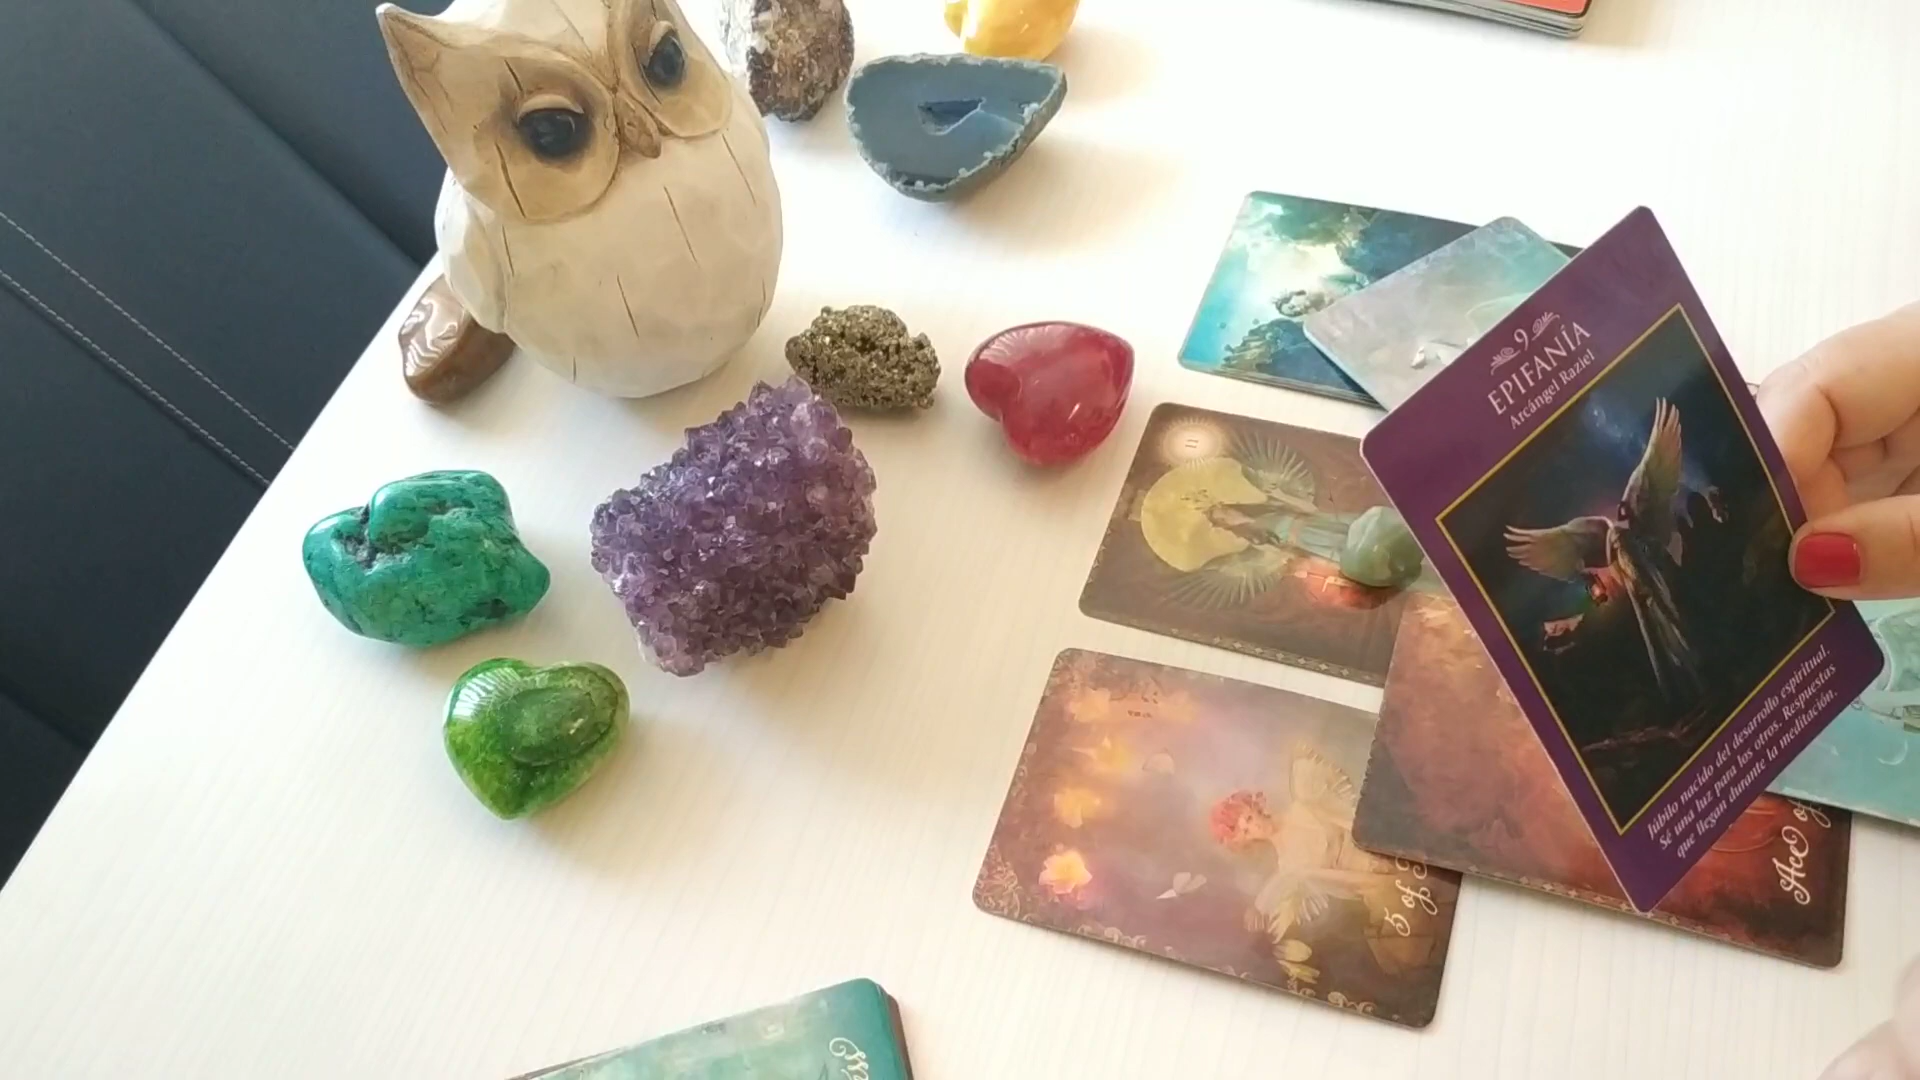 9
EPIFANÍA
Arcángel Raziel
Júbilo nacido del desarrollo espiritual.
Sé una luz para los otros. Respuestas
que llegan durante la meditación.
II
5 of
Ace of